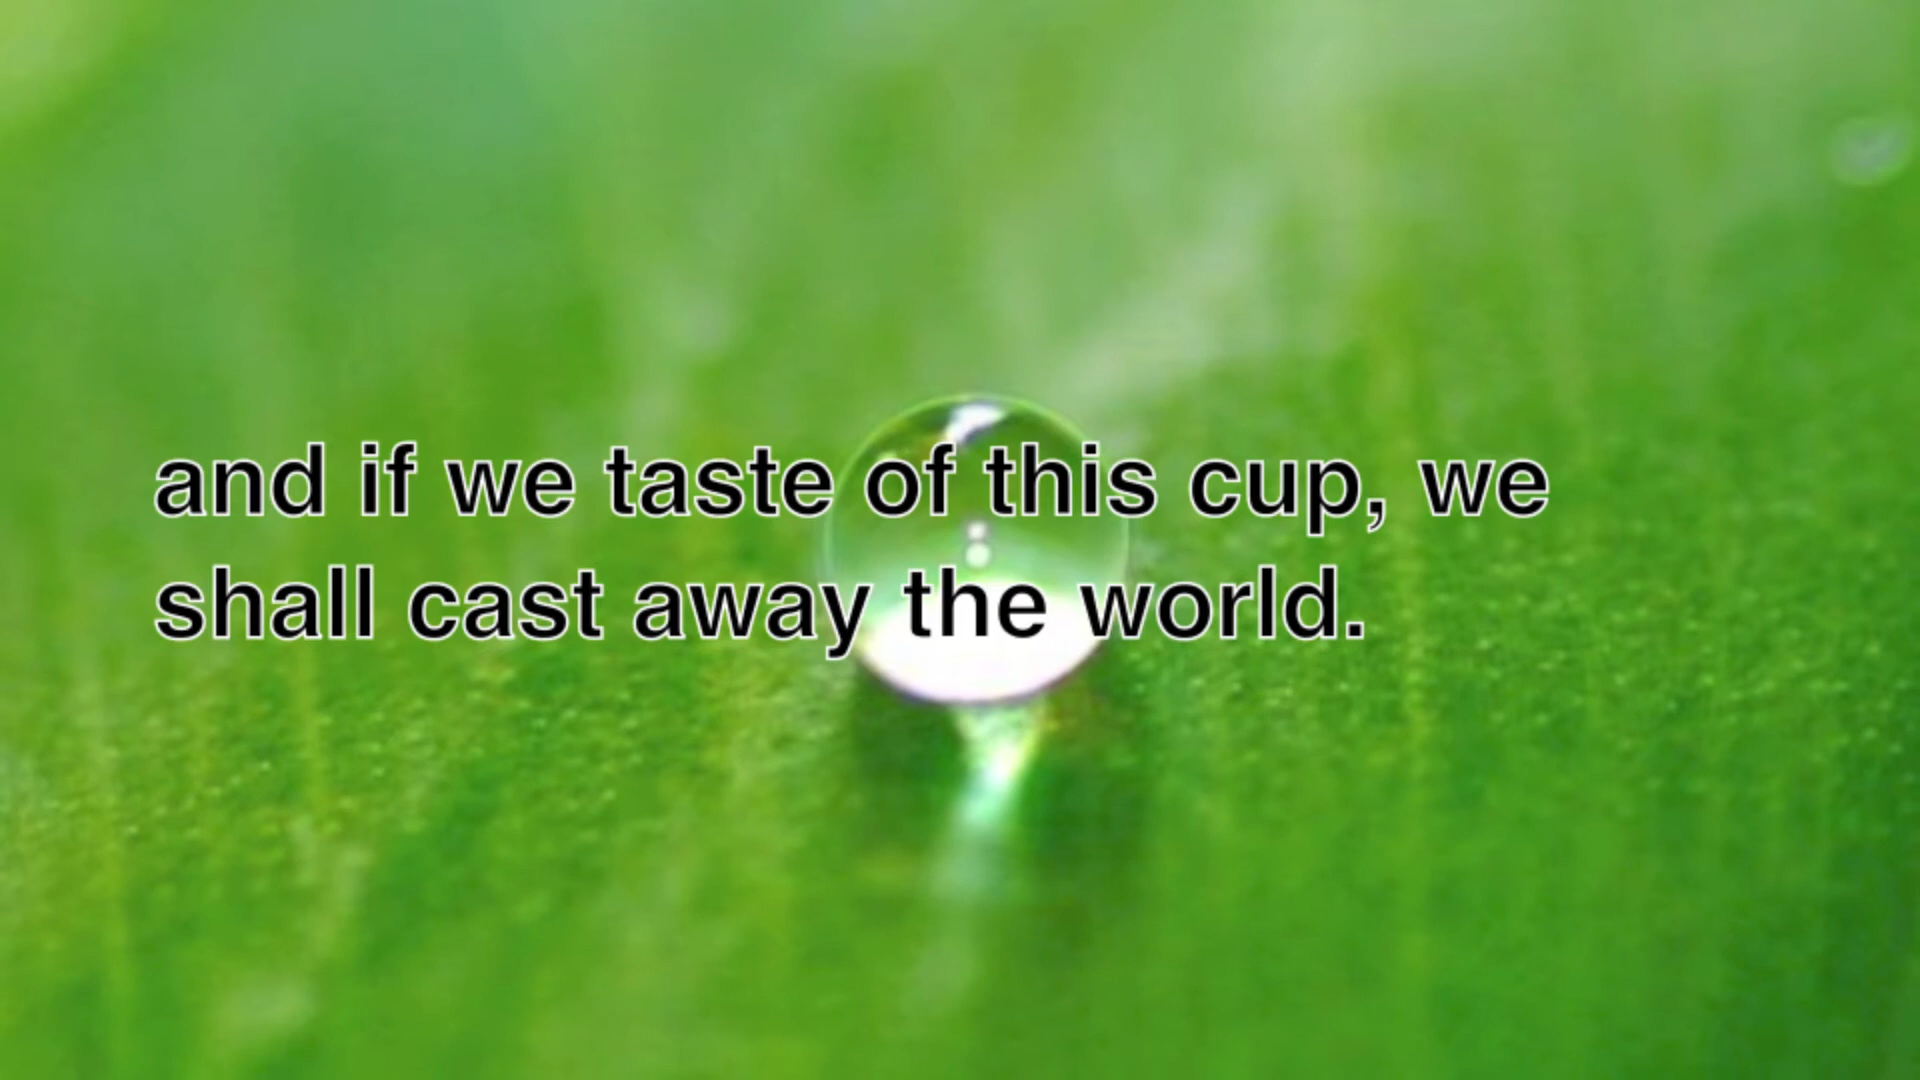 and if we taste of this cup, we
shall cast away the world.